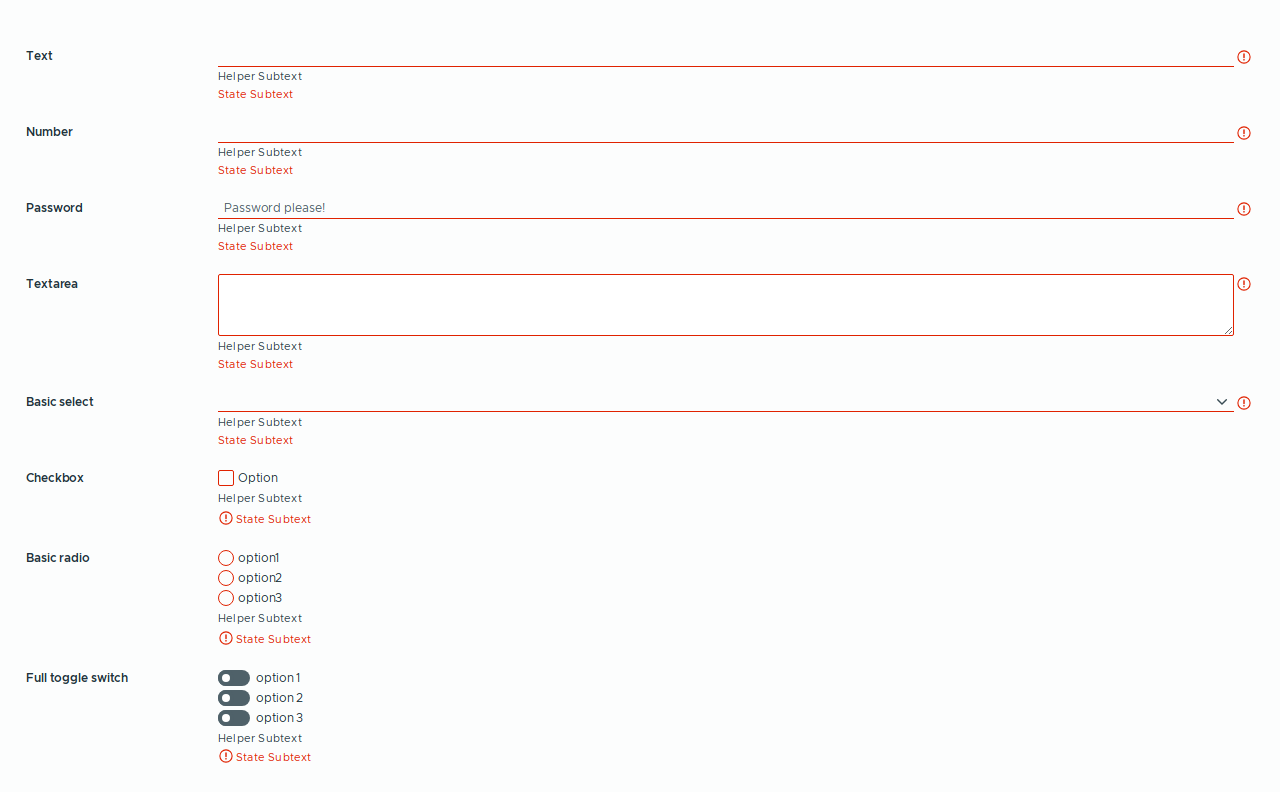 Text
Helper Subtext
State Subtext
Number
Helper Subtext
State Subtext
Password
Password please!
Helper Subtext
State Subtext
Textarea
Helper Subtext
State Subtext
Basic select
Helper Subtext
State Subtext
Checkbox
Option
Helper Subtext
State Subtext
Basic radio
option1
option2
option3
Helper Subtext
State Subtext
Full toggle switch
option 1
option 2
option 3
Helper Subtext
State Subtext